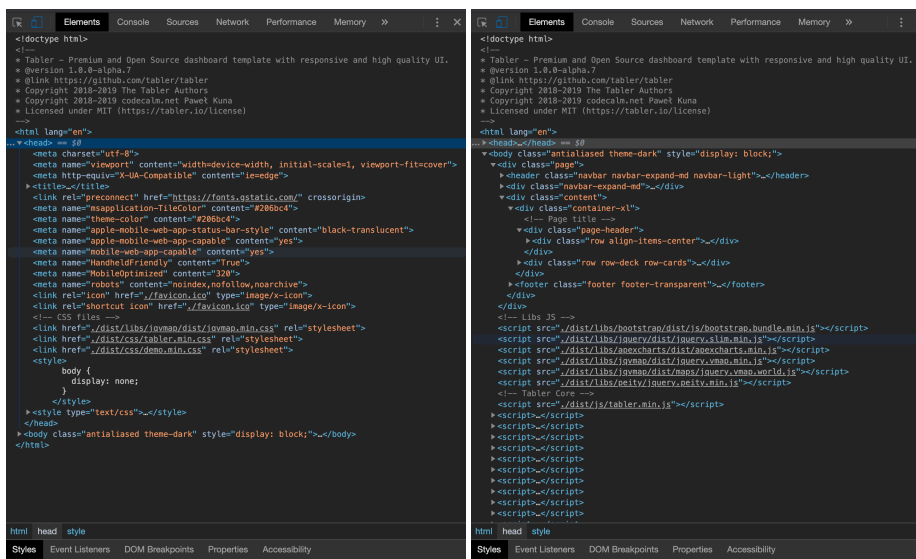 Elements Console Sources Network Performance Memory »
<!doctype html>
<!--
* Tabler - Premium and Open Source dashboard template with responsive and high quality UI.
* @version 1.0.0-alpha.7
* @link https://github.com/tabler/tabler
* Copyright 2018-2019 The Tabler Authors
* Copyright 2018-2019 codecalm.net Paweł Kuna
* Licensed under MIT (https://tabler.io/license)
-->
<html lang="en">
...▼<head> == $0
<meta charset="utf-8">
<meta name="viewport" content="width=device-width, initial-scale=1, viewport-fit=cover">
<meta http-equiv="X-UA-Compatible" content="ie=edge">
▶<title>…</title>
<link rel="preconnect" href="https://fonts.gstatic.com/" crossorigin>
<meta name="msapplication-TileColor" content="#206bc4">
<meta name="theme-color" content="#206bc4">
<meta name="apple-mobile-web-app-status-bar-style" content="black-translucent">
<meta name="apple-mobile-web-app-capable" content="yes">
<meta name="mobile-web-app-capable" content="yes">
<meta name="HandheldFriendly" content="True">
<meta name="MobileOptimized" content="320">
<meta name="robots" content="noindex,nofollow,noarchive">
<link rel="icon" href="./favicon.ico" type="image/x-icon">
<link rel="shortcut icon" href="./favicon.ico" type="image/x-icon">
<!-- CSS files -->
<link href="./dist/libs/jqvmap/dist/jqvmap.min.css" rel="stylesheet">
<link href="./dist/css/tabler.min.css" rel="stylesheet">
<link href="./dist/css/demo.min.css" rel="stylesheet">
<style>
body {
display: none;
}
</style>
▶<style type="text/css">…</style>
</head>
▶<body class="antialiased theme-dark" style="display: block;">…</body>
</html>
html head style
Styles Event Listeners DOM Breakpoints Properties Accessibility
Elements Console Sources Network Performance Memory »
<!doctype html>
<!--
* Tabler - Premium and Open Source dashboard template with responsive and high quality UI.
* @version 1.0.0-alpha.7
* @link https://github.com/tabler/tabler
* Copyright 2018-2019 The Tabler Authors
* Copyright 2018-2019 codecalm.net Paweł Kuna
* Licensed under MIT (https://tabler.io/license)
-->
<html lang="en">
...▶<head>…</head> == $0
▼<body class="antialiased theme-dark" style="display: block;">
▼<div class="page">
▶<header class="navbar navbar-expand-md navbar-light">…</header>
▶<div class="navbar-expand-md">…</div>
▼<div class="content">
▼<div class="container-xl">
<!-- Page title -->
▼<div class="page-header">
▶<div class="row align-items-center">…</div>
</div>
▶<div class="row row-deck row-cards">…</div>
</div>
▶<footer class="footer footer-transparent">…</footer>
</div>
</div>
<!-- Libs JS -->
<script src="./dist/libs/bootstrap/dist/js/bootstrap.bundle.min.js"></script>
<script src="./dist/libs/jquery/dist/jquery.slim.min.js"></script>
<script src="./dist/libs/apexcharts/dist/apexcharts.min.js"></script>
<script src="./dist/libs/jqvmap/dist/jquery.vmap.min.js"></script>
<script src="./dist/libs/jqvmap/dist/maps/jquery.vmap.world.js"></script>
<script src="./dist/libs/peity/jquery.peity.min.js"></script>
<!-- Tabler Core -->
<script src="./dist/js/tabler.min.js"></script>
▶<script>…</script>
▶<script>…</script>
▶<script>…</script>
▶<script>…</script>
▶<script>…</script>
▶<script>…</script>
▶<script>…</script>
▶<script>…</script>
▶<script>…</script>
▶<script>…</script>
html head style
Styles Event Listeners DOM Breakpoints Properties Accessibility